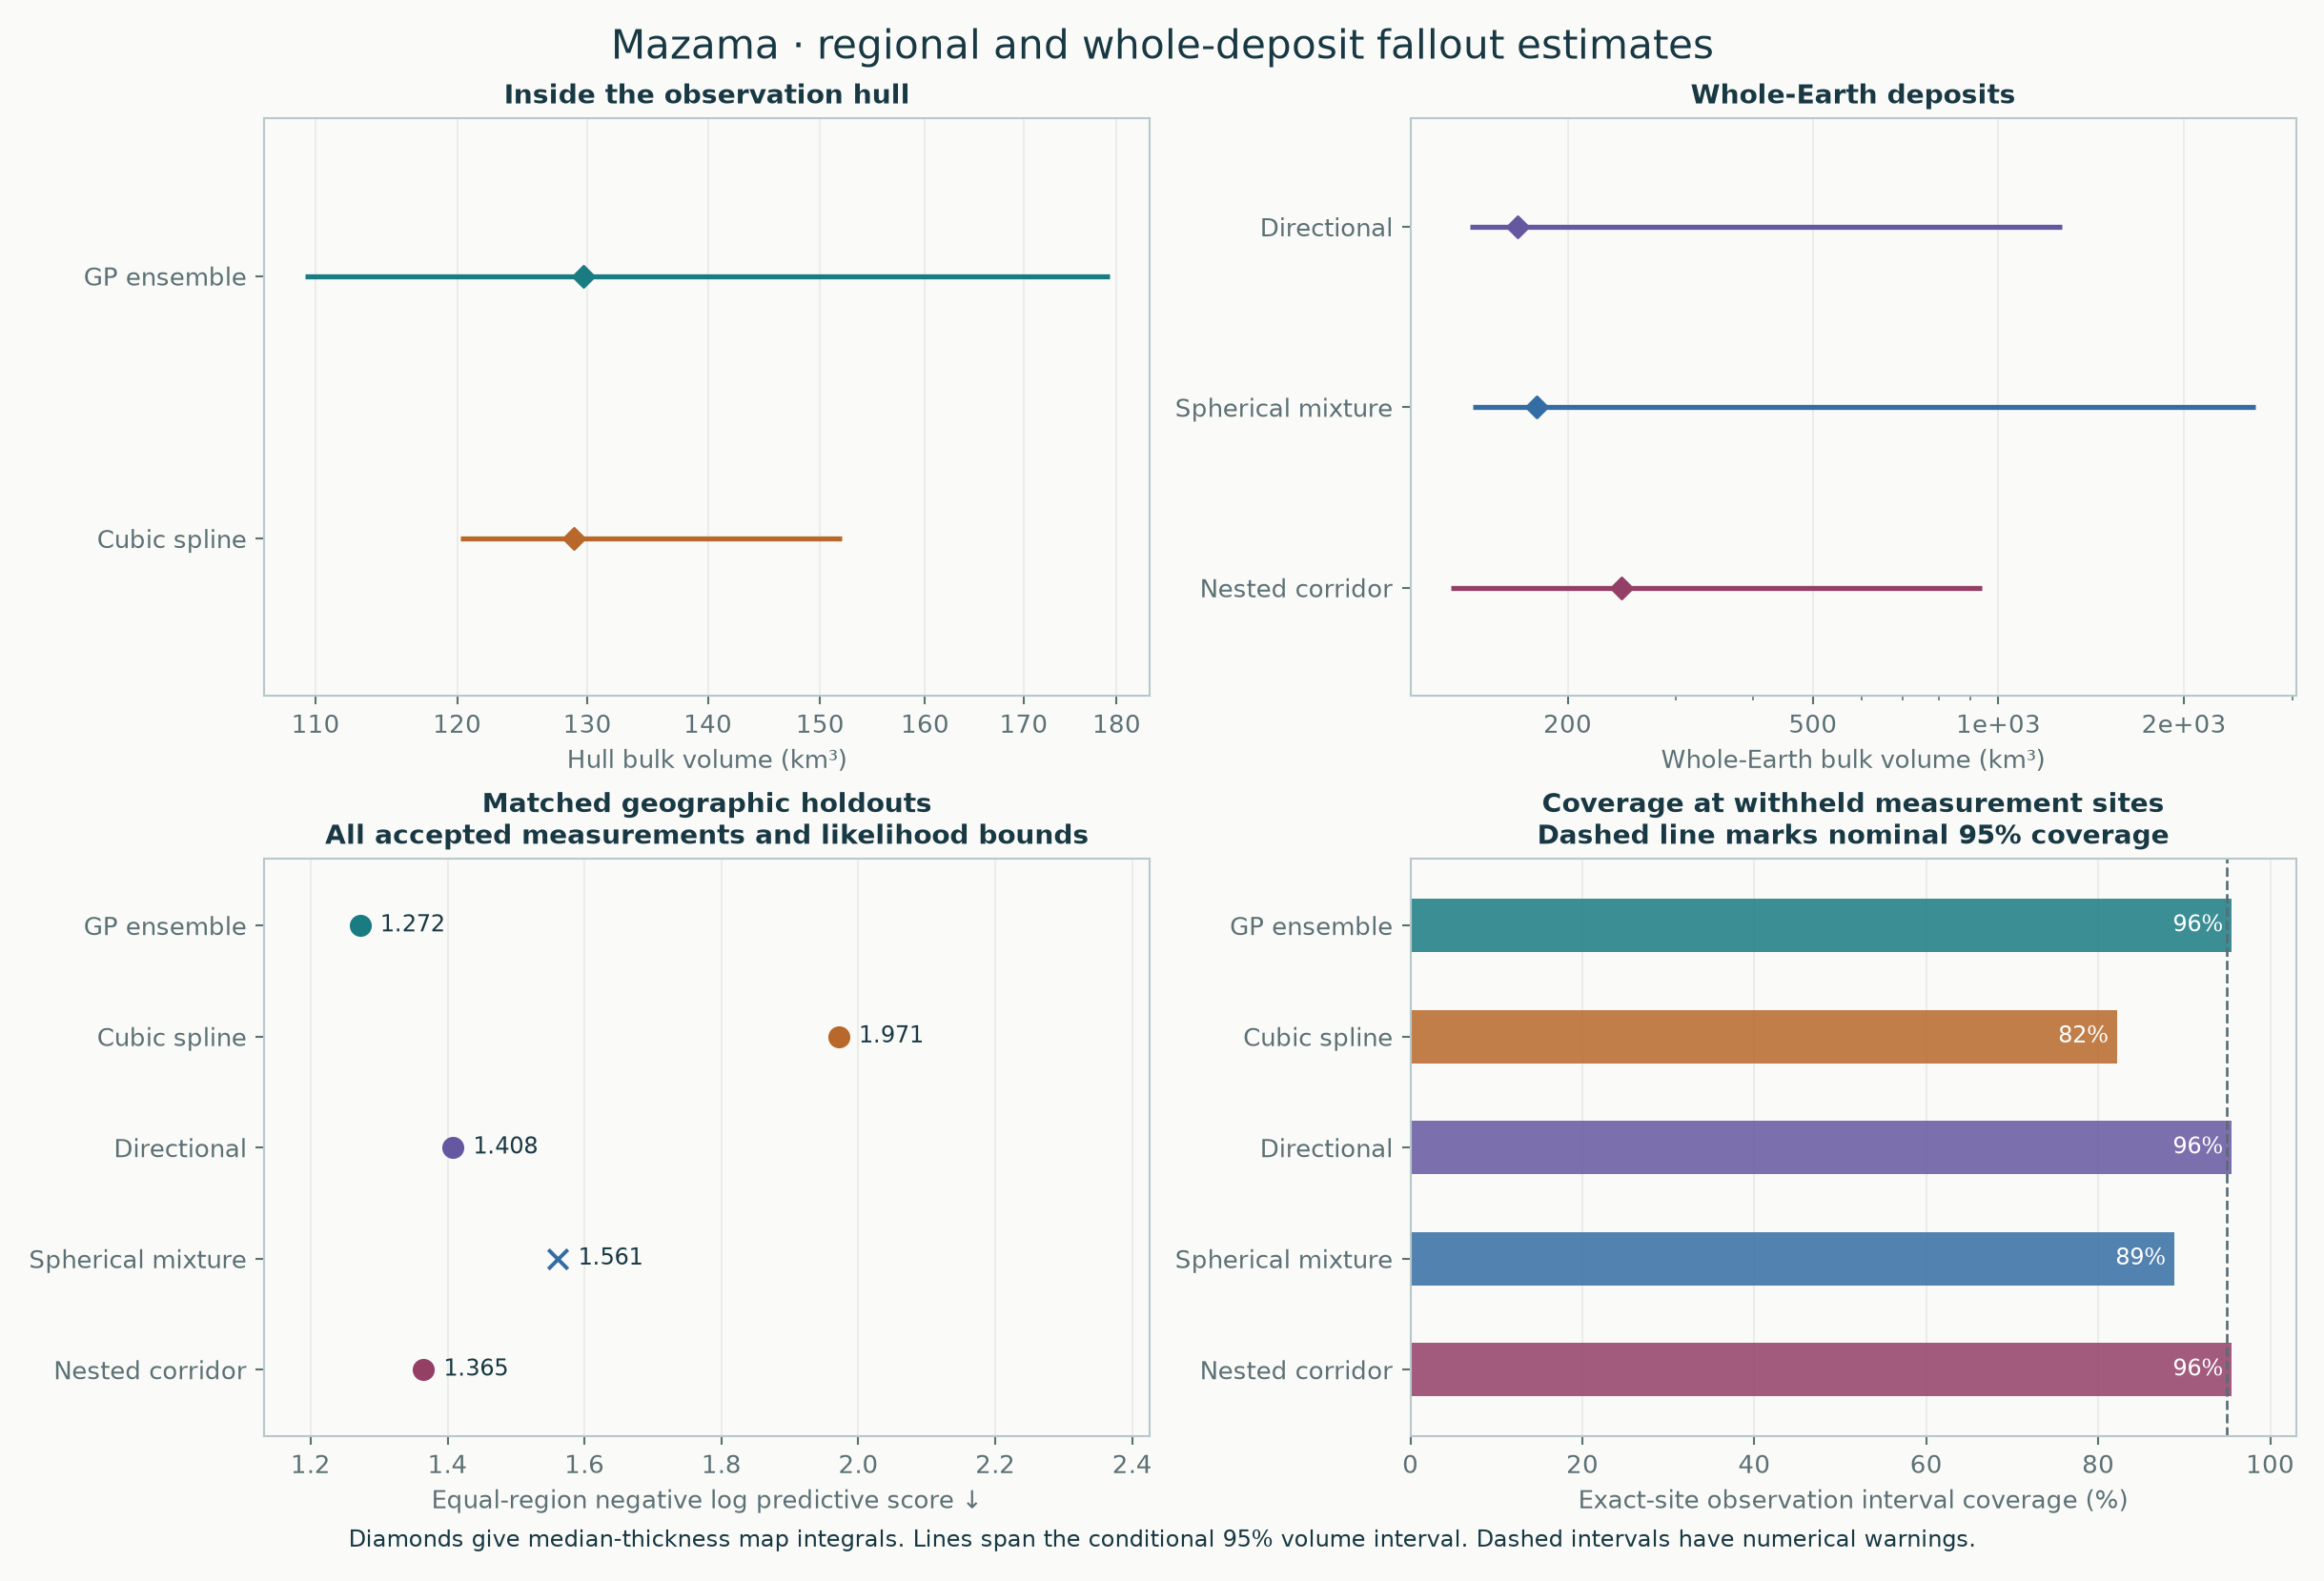 Mazama · regional and whole-deposit fallout estimates
Inside the observation hull
GP ensemble
Cubic spline
110 120 130 140 150 160 170 180
Hull bulk volume (km³)
Whole-Earth deposits
Directional
Spherical mixture
Nested corridor
200 500 1e+03 2e+03
Whole-Earth bulk volume (km³)
Matched geographic holdouts
All accepted measurements and likelihood bounds
GP ensemble 1.272
Cubic spline 1.971
Directional 1.408
Spherical mixture 1.561
Nested corridor 1.365
1.2 1.4 1.6 1.8 2.0 2.2 2.4
Equal-region negative log predictive score ↓
Coverage at withheld measurement sites
Dashed line marks nominal 95% coverage
GP ensemble 96%
Cubic spline 82%
Directional 96%
Spherical mixture 89%
Nested corridor 96%
0 20 40 60 80 100
Exact-site observation interval coverage (%)
Diamonds give median-thickness map integrals. Lines span the conditional 95% volume interval. Dashed intervals have numerical warnings.